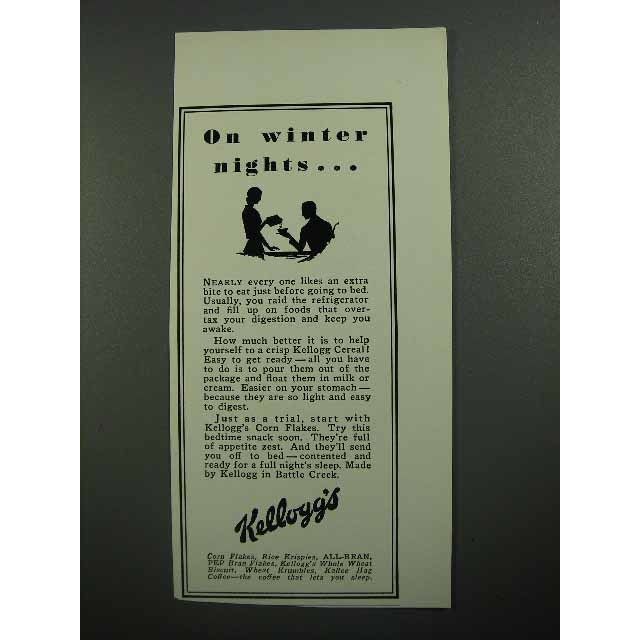 On winter
nights...
NEARLY every one likes an extra
bite to eat just before going to bed.
Usually, you raid the refrigerator
and fill up on foods that over-
tax your digestion and keep you
awake.
How much better it is to help
yourself to a crisp Kellogg Cereal!
Easy to get ready—all you have
to do is to pour them out of the
package and float them in milk or
cream. Easier on your stomach—
because they are so light and easy
to digest.
Just as a trial, start with
Kellogg's Corn Flakes. Try this
bedtime snack soon. They're full
of appetite zest. And they'll send
you off to bed—contented and
ready for a full night's sleep. Made
by Kellogg in Battle Creek.
Kellogg's
Corn Flakes, Rice Krispies, ALL-BRAN,
PEP Bran Flakes, Kellogg's Whole Wheat
Biscuit, Wheat Krumbles, Kaffee Hag
Coffee—the coffee that lets you sleep.